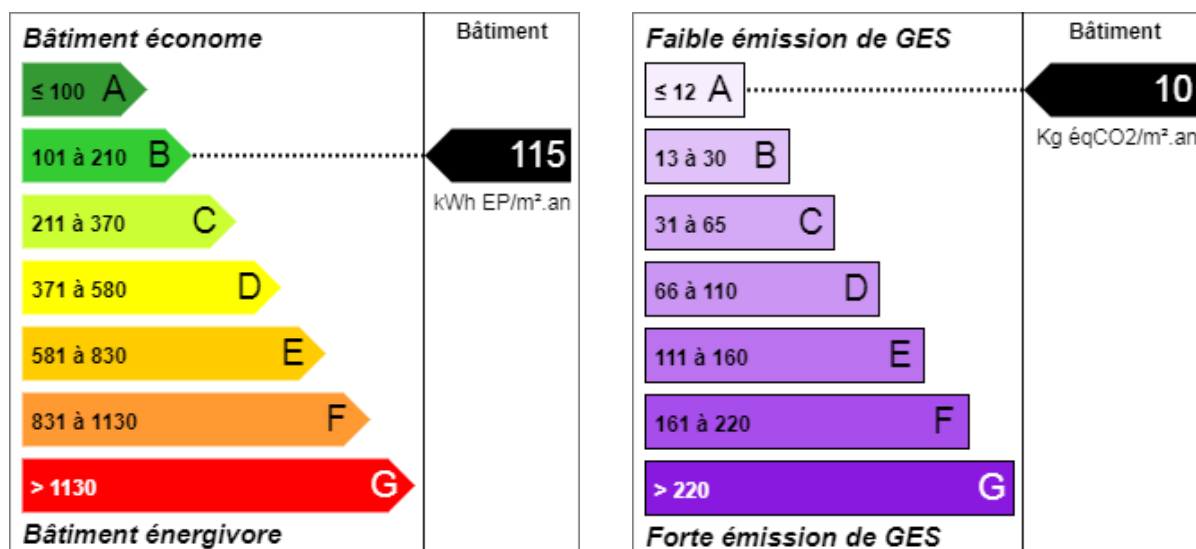 Bâtiment économe
Bâtiment
≤ 100 A
101 à 210 B
115
kWh EP/m².an
211 à 370 C
371 à 580 D
581 à 830 E
831 à 1130 F
> 1130 G
Bâtiment énergivore
Faible émission de GES
Bâtiment
≤ 12 A
10
Kg éqCO2/m².an
13 à 30 B
31 à 65 C
66 à 110 D
111 à 160 E
161 à 220 F
> 220 G
Forte émission de GES